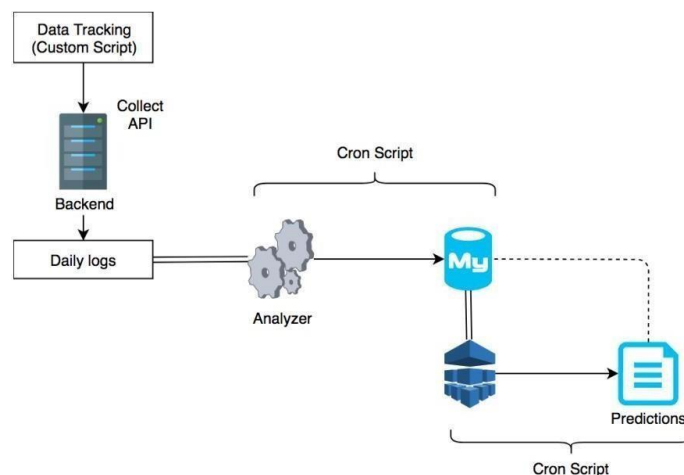 Data Tracking
(Custom Script)
Collect
API
Cron Script
Backend
Daily logs
My
Analyzer
Predictions
Cron Script